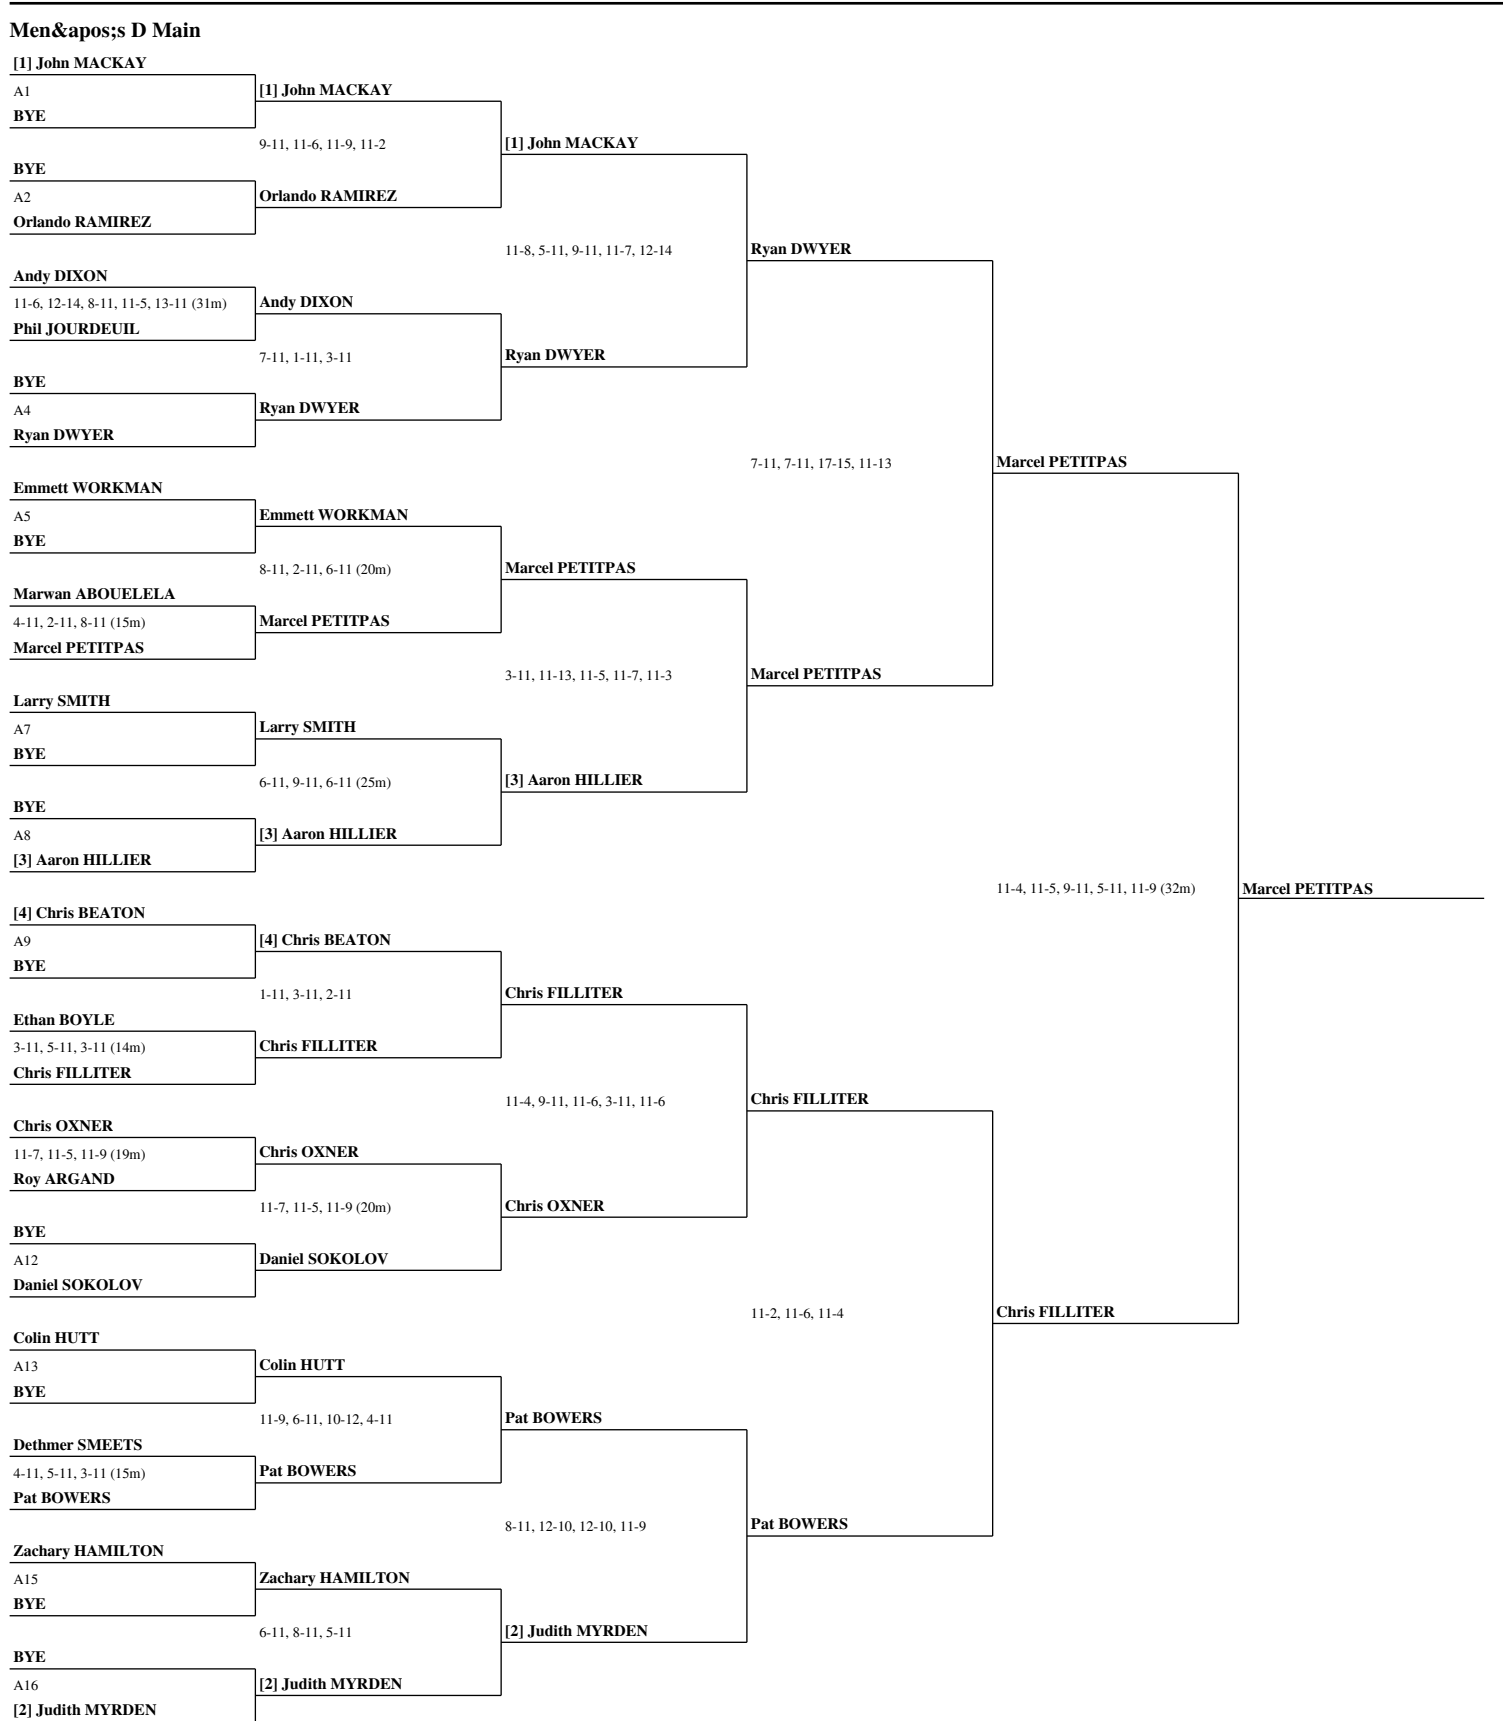 Men&apos;s D Main
[1] John MACKAY
A1
BYE
BYE
A2
Orlando RAMIREZ
Andy DIXON
11-6, 12-14, 8-11, 11-5, 13-11 (31m)
Phil JOURDEUIL
BYE
A4
Ryan DWYER
Emmett WORKMAN
A5
BYE
Marwan ABOUELELA
4-11, 2-11, 8-11 (15m)
Marcel PETITPAS
Larry SMITH
A7
BYE
BYE
A8
[3] Aaron HILLIER
[4] Chris BEATON
A9
BYE
Ethan BOYLE
3-11, 5-11, 3-11 (14m)
Chris FILLITER
Chris OXNER
11-7, 11-5, 11-9 (19m)
Roy ARGAND
BYE
A12
Daniel SOKOLOV
Colin HUTT
A13
BYE
Dethmer SMEETS
4-11, 5-11, 3-11 (15m)
Pat BOWERS
Zachary HAMILTON
A15
BYE
BYE
A16
[2] Judith MYRDEN
[1] John MACKAY
9-11, 11-6, 11-9, 11-2
Orlando RAMIREZ
Andy DIXON
7-11, 1-11, 3-11
Ryan DWYER
Emmett WORKMAN
8-11, 2-11, 6-11 (20m)
Marcel PETITPAS
Larry SMITH
6-11, 9-11, 6-11 (25m)
[3] Aaron HILLIER
[4] Chris BEATON
1-11, 3-11, 2-11
Chris FILLITER
Chris OXNER
11-7, 11-5, 11-9 (20m)
Daniel SOKOLOV
Colin HUTT
11-9, 6-11, 10-12, 4-11
Pat BOWERS
Zachary HAMILTON
6-11, 8-11, 5-11
[2] Judith MYRDEN
[1] John MACKAY
11-8, 5-11, 9-11, 11-7, 12-14
Ryan DWYER
Marcel PETITPAS
3-11, 11-13, 11-5, 11-7, 11-3
[3] Aaron HILLIER
Chris FILLITER
11-4, 9-11, 11-6, 3-11, 11-6
Chris OXNER
Pat BOWERS
8-11, 12-10, 12-10, 11-9
[2] Judith MYRDEN
Ryan DWYER
7-11, 7-11, 17-15, 11-13
Marcel PETITPAS
Chris FILLITER
11-2, 11-6, 11-4
Pat BOWERS
Marcel PETITPAS
11-4, 11-5, 9-11, 5-11, 11-9 (32m)
Chris FILLITER
Marcel PETITPAS